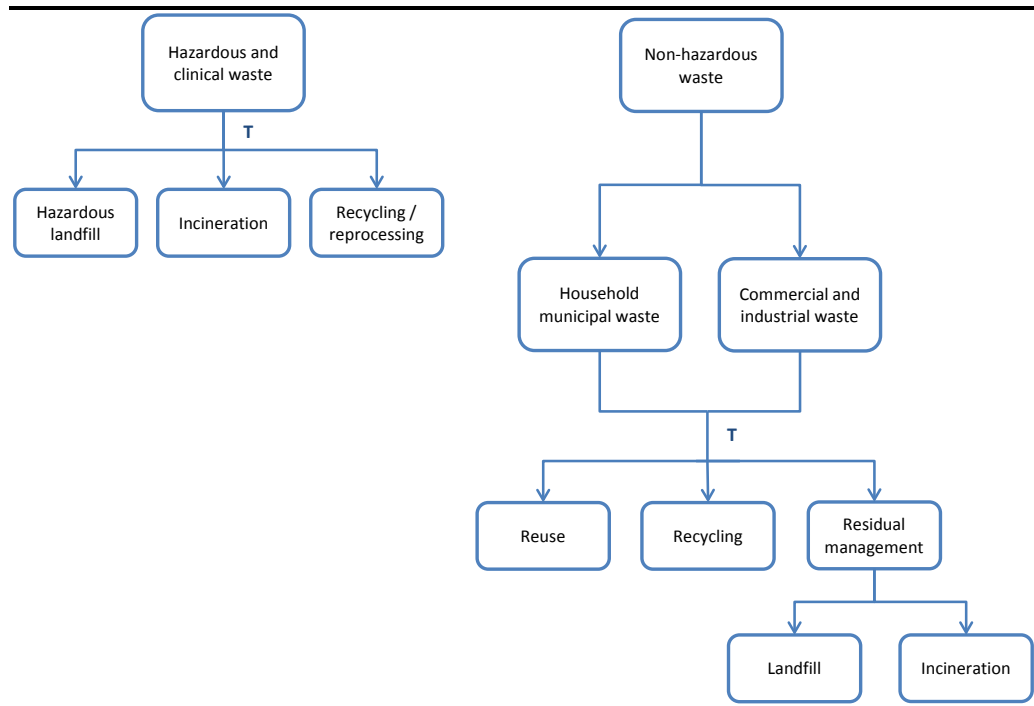 Hazardous and
clinical waste
Non-hazardous
waste
T
Hazardous
landfill
Incineration
Recycling /
reprocessing
Household
municipal waste
Commercial and
industrial waste
T
Reuse
Recycling
Residual
management
Landfill
Incineration